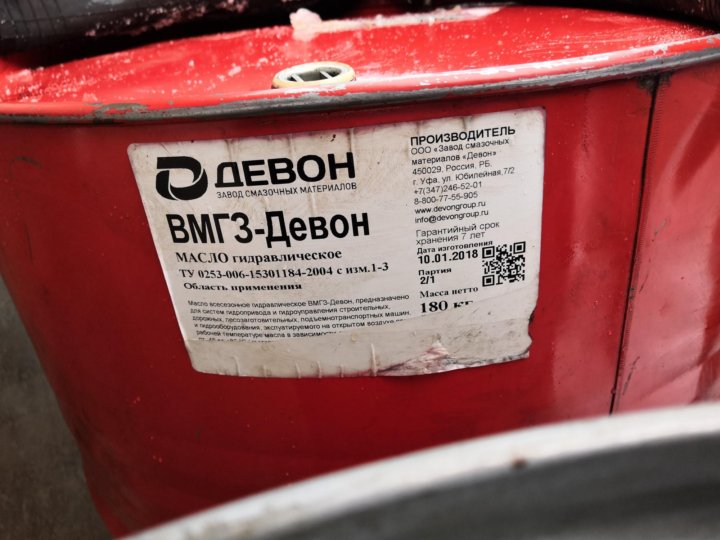 ДЕВОН
ЗАВОД СМАЗОЧНЫХ МАТЕРИАЛОВ
ВМГЗ-Девон
МАСЛО гидравлическое
ТУ 0253-006-15301184-2004 с изм.1-3
Область применения
Масло всесезонное гидравлическое ВМГЗ-Девон, предназначено
для систем гидропривода и гидроуправления строительных,
дорожных, лесозаготовительных, подъемнотранспортных машин
и гидрооборудования, эксплуатируемого на открытом воздухе
рабочей температуре масла в зависимости
ПРОИЗВОДИТЕЛЬ
ООО «Завод смазочных
материалов «Девон»
450029, Россия, РБ,
г. Уфа, ул. Юбилейная,7/2
+7(347)246-52-01
8-800-77-55-905
www.devongroup.ru
info@devongroup.ru
Гарантийный срок
хранения 7 лет
Дата изготовления
10.01.2018
Партия
2/1
Масса нетто
180 кг